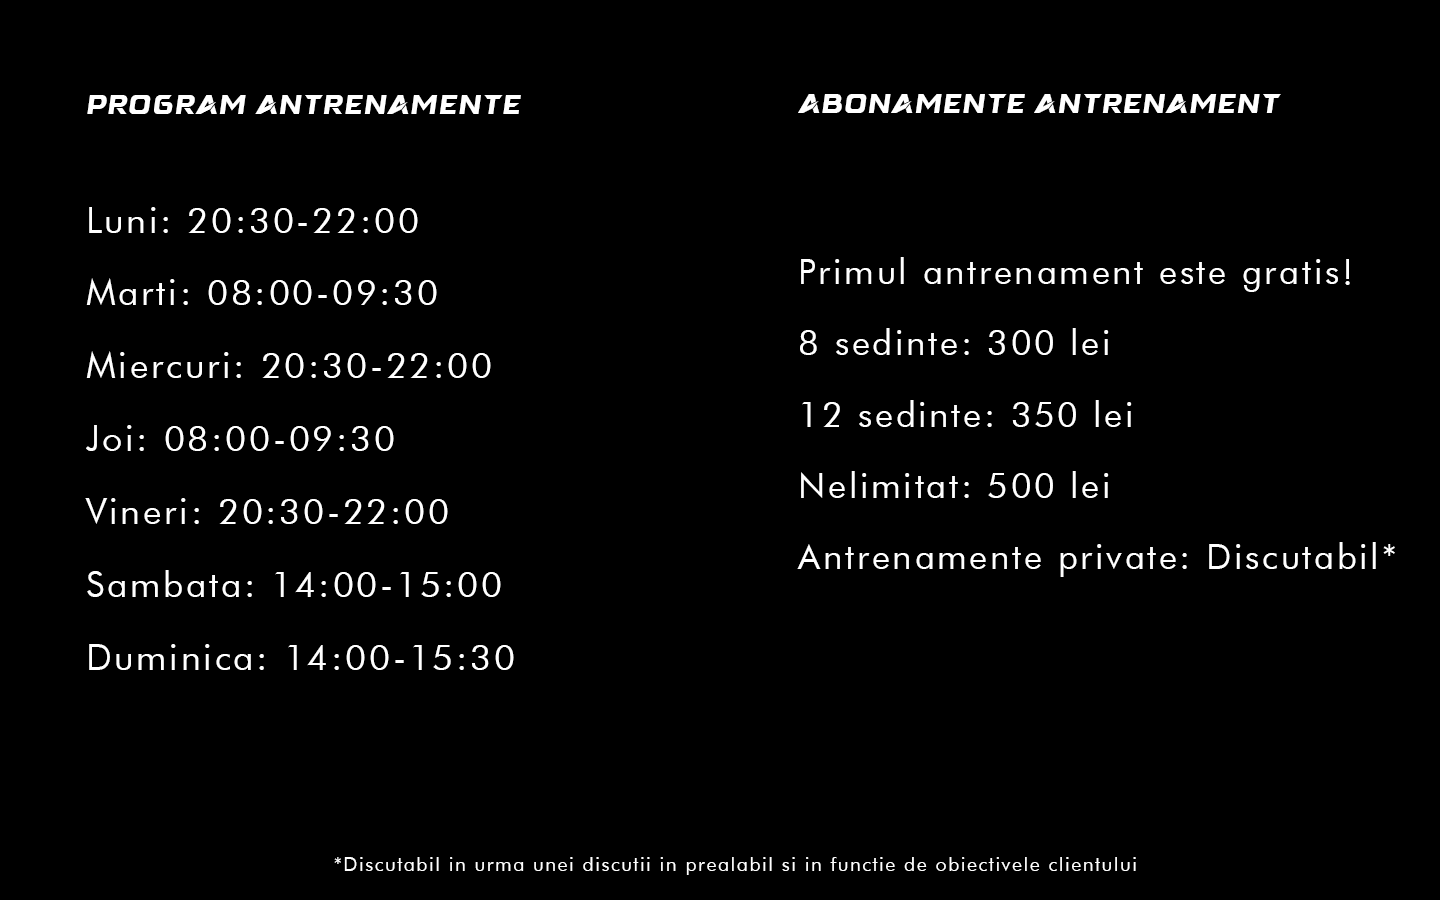 PROGRAM ANTRENAMENTE
Luni: 20:30-22:00
Marti: 08:00-09:30
Miercuri: 20:30-22:00
Joi: 08:00-09:30
Vineri: 20:30-22:00
Sambata: 14:00-15:00
Duminica: 14:00-15:30
ABONAMENTE ANTRENAMENT
Primul antrenament este gratis!
8 sedinte: 300 lei
12 sedinte: 350 lei
Nelimitat: 500 lei
Antrenamente private: Discutabil*
*Discutabil in urma unei discutii in prealabil si in functie de obiectivele clientului